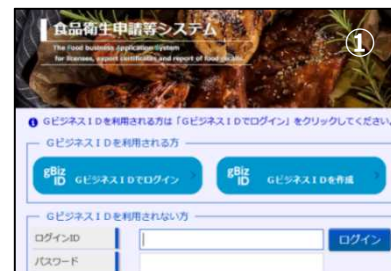 食品衛生申請等システム
①
The Food business Application system
for licenses, export certificates and report of food recalls
GビジネスIDを利用される方は「GビジネスIDでログイン」をクリックしてください。
GビジネスIDを利用される方
gBiz ID GビジネスIDでログイン
gBiz ID GビジネスIDを作成
GビジネスIDを利用されない方
ログインID
ログイン
パスワード